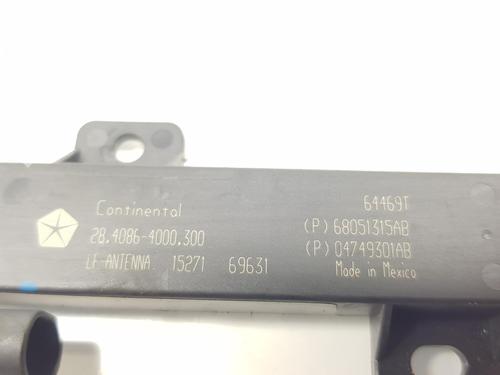 Continental
28.4086-4000.300
LF-ANTENNA 15271 69631
64469T
(P) 68051315AB
(P) 04749301AB
Made in Mexico